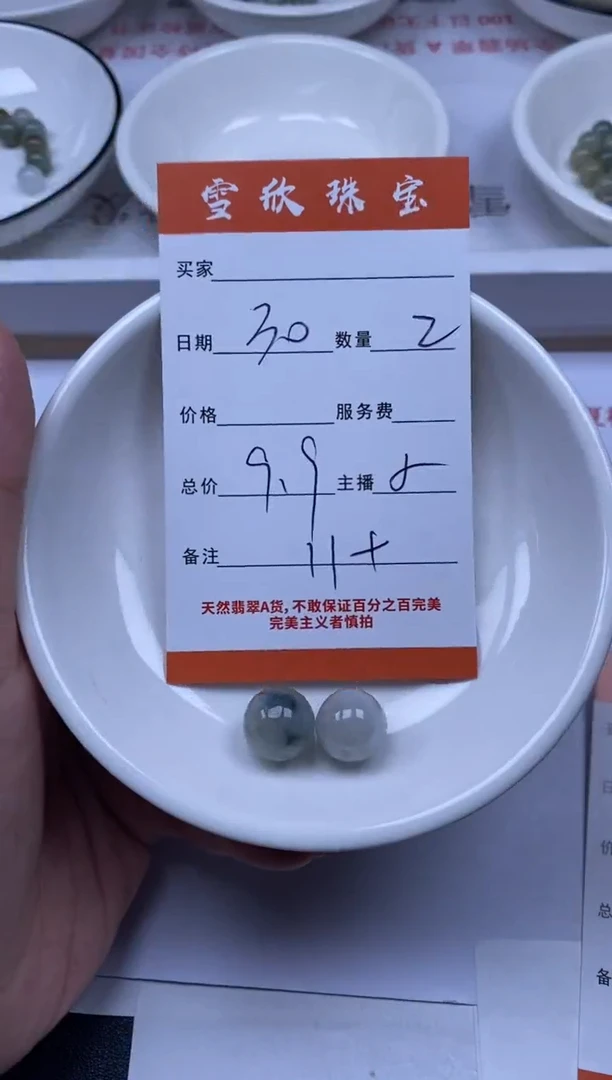 雪欣珠宝
买家
日期 30 数量 2
价格 服务费
总价 9.9 主播
备注 11+
天然翡翠A货,不敢保证百分之百完美
完美主义者慎拍